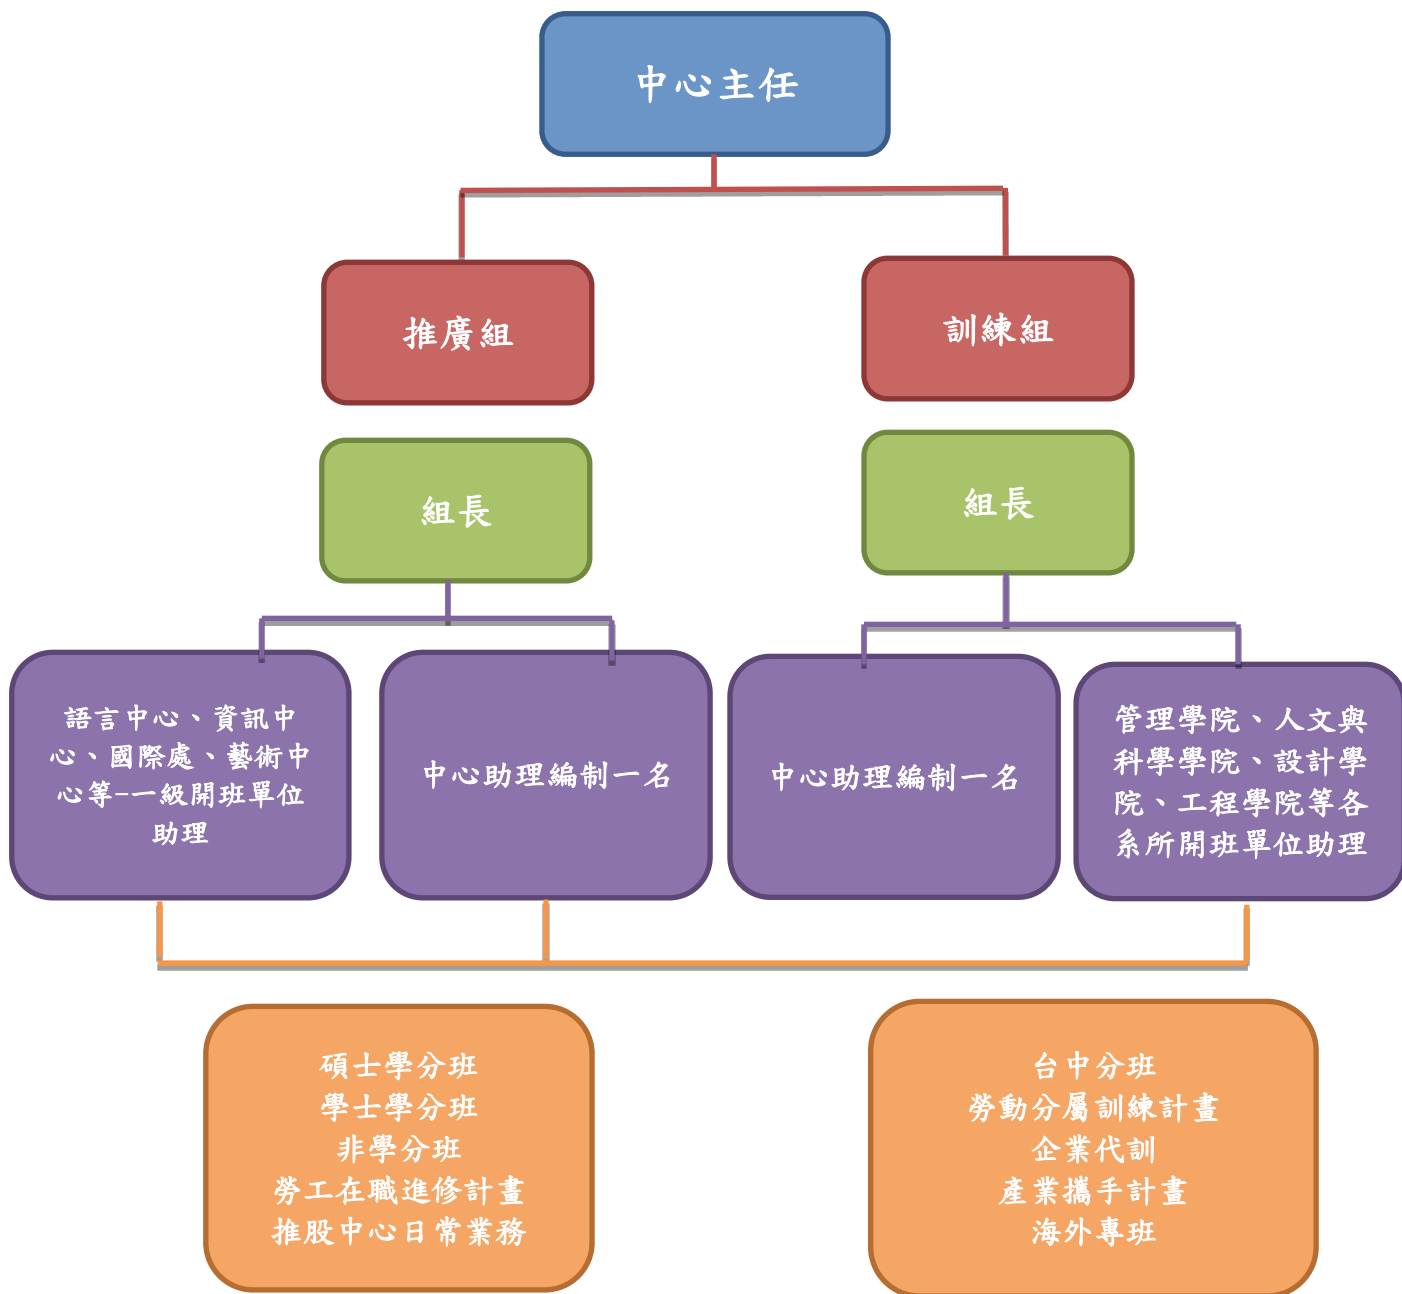 中心主任
推廣組
訓練組
組長
組長
語言中心、資訊中
心、國際處、藝術中
心等-一級開班單位
助理
中心助理編制一名
中心助理編制一名
管理學院、人文與
科學學院、設計學
院、工程學院等各
系所開班單位助理
碩士學分班
學士學分班
非學分班
勞工在職進修計畫
推股中心日常業務
台中分班
勞動分屬訓練計畫
企業代訓
產業攜手計畫
海外專班